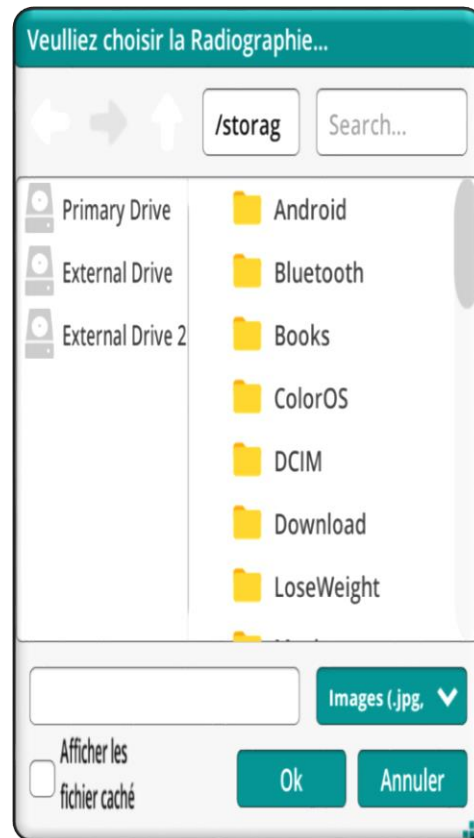 Veulliez choisir la Radiographie...
/storag
Search...
Primary Drive
External Drive
External Drive 2
Android
Bluetooth
Books
ColorOS
DCIM
Download
LoseWeight
Images (.jpg,
Afficher les
fichier caché
Ok
Annuler